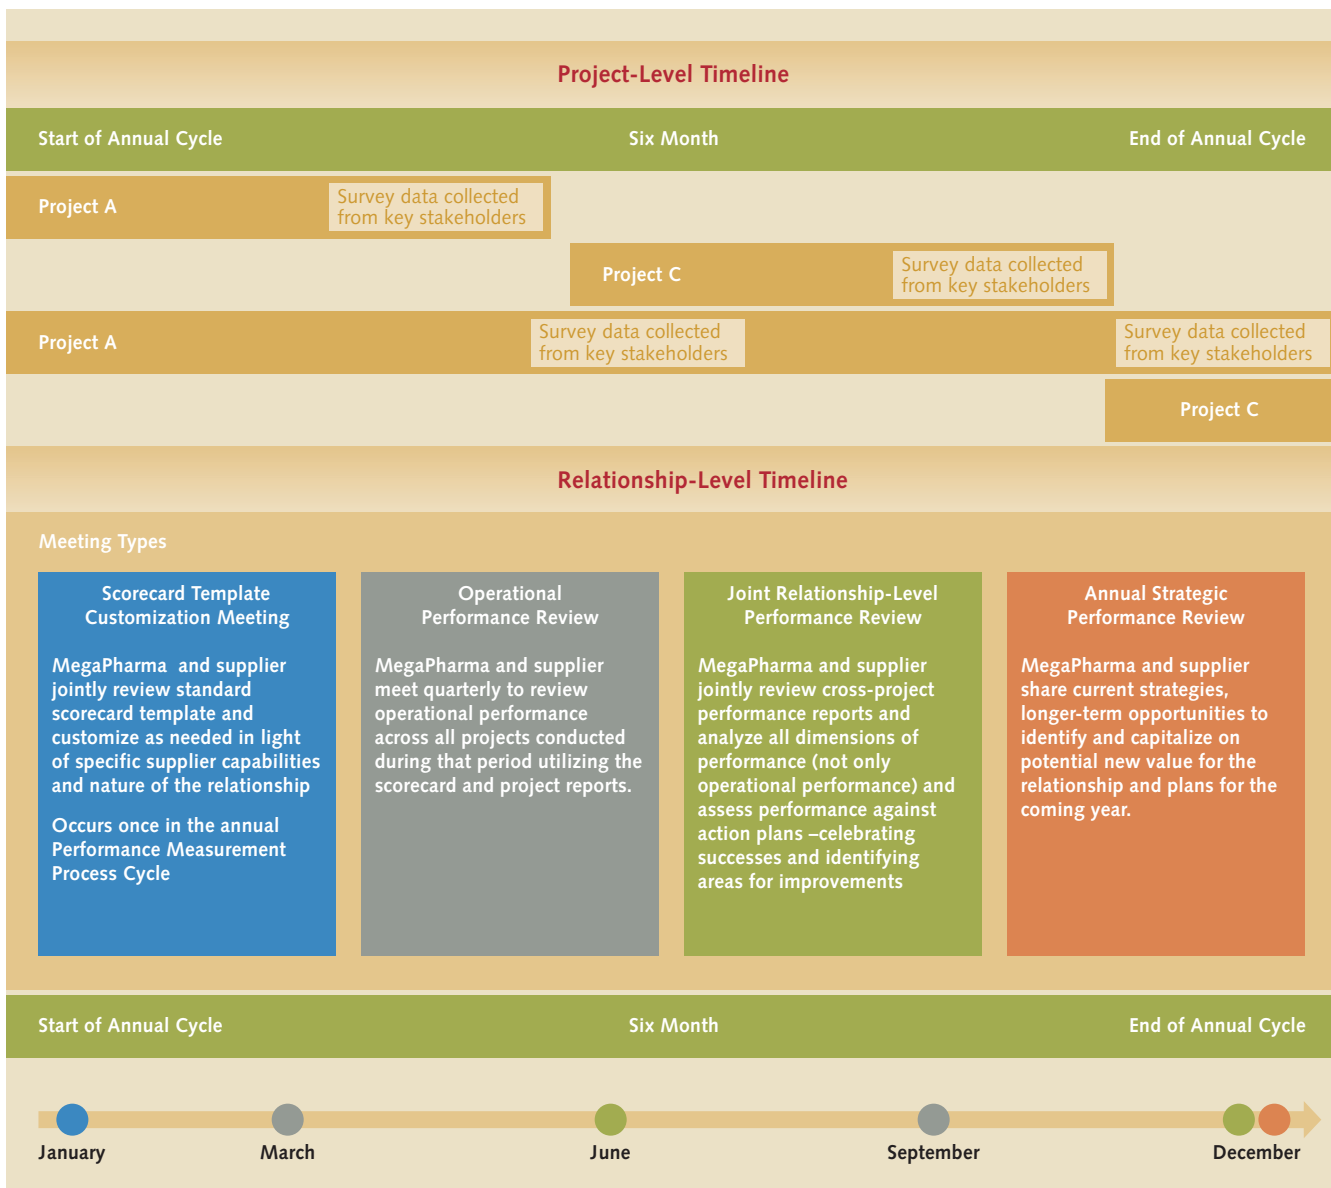 Project-Level Timeline
Start of Annual Cycle
Six Month
End of Annual Cycle
Project A
Survey data collected
from key stakeholders
Project C
Survey data collected
from key stakeholders
Project A
Survey data collected
from key stakeholders
Survey data collected
from key stakeholders
Project C
Relationship-Level Timeline
Meeting Types
Scorecard Template
Customization Meeting
MegaPharma and supplier
jointly review standard
scorecard template and
customize as needed in light
of specific supplier capabilities
and nature of the relationship
Occurs once in the annual
Performance Measurement
Process Cycle
Operational
Performance Review
MegaPharma and supplier
meet quarterly to review
operational performance
across all projects conducted
during that period utilizing the
scorecard and project reports.
Joint Relationship-Level
Performance Review
MegaPharma and supplier
jointly review cross-project
performance reports and
analyze all dimensions of
performance (not only
operational performance) and
assess performance against
action plans –celebrating
successes and identifying
areas for improvements
Annual Strategic
Performance Review
MegaPharma and supplier
share current strategies,
longer-term opportunities to
identify and capitalize on
potential new value for the
relationship and plans for the
coming year.
Start of Annual Cycle
Six Month
End of Annual Cycle
January
March
June
September
December